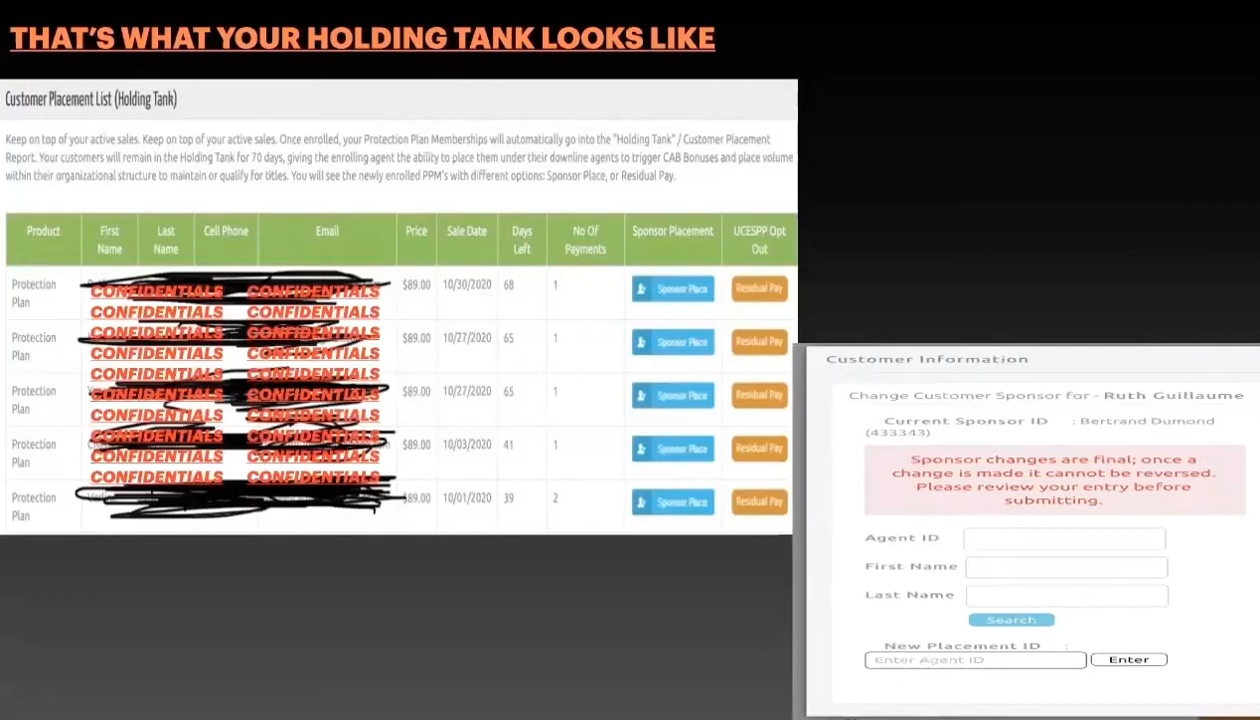 THAT'S WHAT YOUR HOLDING TANK LOOKS LIKE
Customer Placement List (Holding Tank)
Keep on top of your active sales. Keep on top of your active sales. Once enrolled, your Protection Plan Memberships will automatically go into the "Holding Tank" / Customer Placement
Report. Your customers will remain in the Holding Tank for 70 days, giving the enrolling agent the ability to place them under their downline agents to trigger CAB Bonuses and place volume
within their organizational structure to maintain or qualify for titles. You will see the newly enrolled PPM's with different options: Sponsor Place, or Residual Pay.
Product First Name Last Name Cell Phone Email Price Sale Date Days Left No Of Payments Sponsor Placement UCESPP Opt Out
Protection Plan $89.00 10/30/2020 68 1 Sponsor Place Residual Pay
Protection Plan $89.00 10/27/2020 65 1 Sponsor Place Residual Pay
Protection Plan $89.00 10/27/2020 65 1 Sponsor Place Residual Pay
Protection Plan $89.00 10/03/2020 41 1 Sponsor Place Residual Pay
Protection Plan $89.00 10/01/2020 39 2 Sponsor Place Residual Pay
CONFIDENTIALS CONFIDENTIALS
CONFIDENTIALS CONFIDENTIALS
CONFIDENTIALS CONFIDENTIALS
CONFIDENTIALS CONFIDENTIALS
CONFIDENTIALS CONFIDENTIALS
CONFIDENTIALS CONFIDENTIALS
CONFIDENTIALS CONFIDENTIALS
CONFIDENTIALS CONFIDENTIALS
CONFIDENTIALS CONFIDENTIALS
CONFIDENTIALS CONFIDENTIALS
Customer Information
Change Customer Sponsor for - Ruth Guillaume
Current Sponsor ID : Bertrand Dumand
(433343)
Sponsor changes are final; once a
change is made it cannot be reversed.
Please review your entry before
submitting.
Agent ID
First Name
Last Name
Search
New Placement ID :
Enter Agent ID Enter